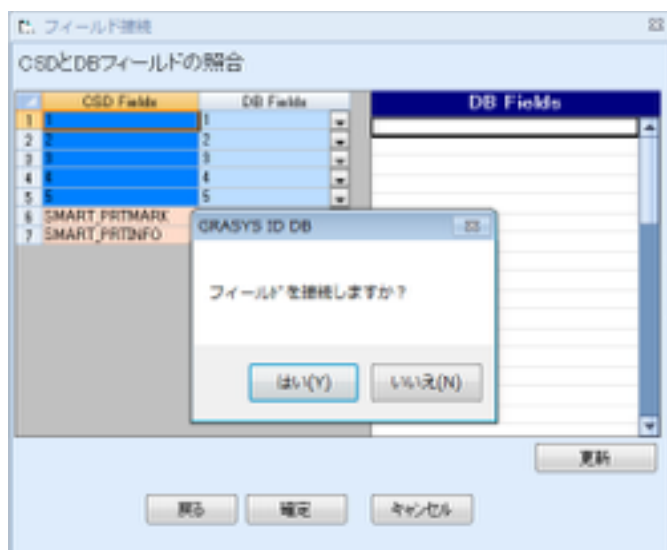 フィールド接続
CSDとDBフィールドの照合
CSD Fields DB Fields
1 1 1
2 2 2
3 3 3
4 4 4
5 5 5
6 SMART_PRTMARK
7 SMART_PRTINFO
DB Fields
GRASYS ID DB
フィールドを接続しますか?
はい(Y) いいえ(N)
更新
戻る 確定 キャンセル